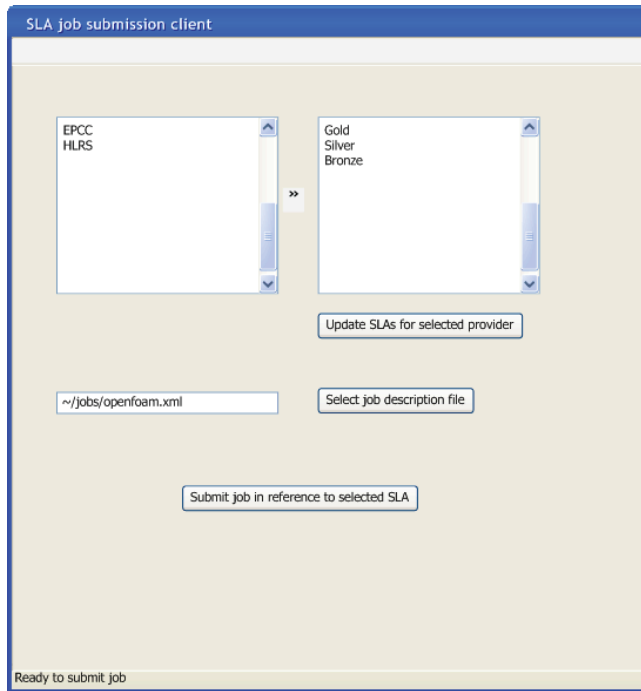 SLA job submission client
EPCC
HLRS
»
Gold
Silver
Bronze
Update SLAs for selected provider
~/jobs/openfoam.xml
Select job description file
Submit job in reference to selected SLA
Ready to submit job